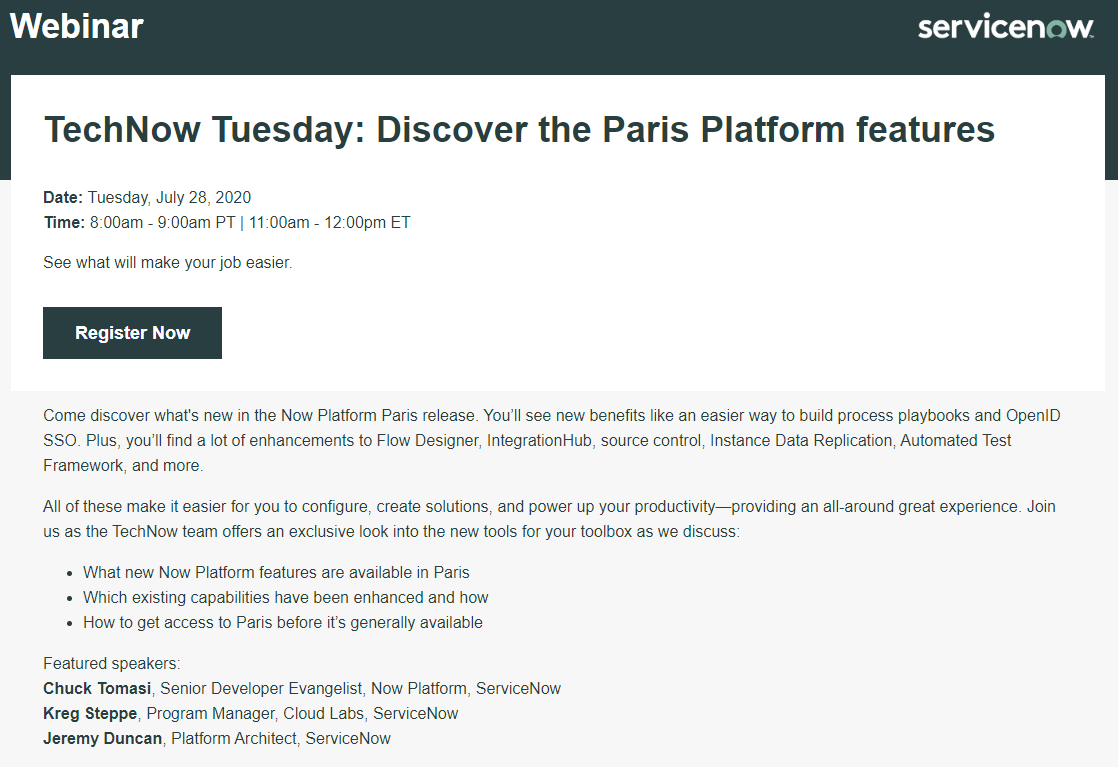 Webinar
servicenow
TechNow Tuesday: Discover the Paris Platform features
Date: Tuesday, July 28, 2020
Time: 8:00am - 9:00am PT | 11:00am - 12:00pm ET
See what will make your job easier.
Register Now
Come discover what's new in the Now Platform Paris release. You’ll see new benefits like an easier way to build process playbooks and OpenID
SSO. Plus, you’ll find a lot of enhancements to Flow Designer, IntegrationHub, source control, Instance Data Replication, Automated Test
Framework, and more.
All of these make it easier for you to configure, create solutions, and power up your productivity—providing an all-around great experience. Join
us as the TechNow team offers an exclusive look into the new tools for your toolbox as we discuss:
• What new Now Platform features are available in Paris
• Which existing capabilities have been enhanced and how
• How to get access to Paris before it’s generally available
Featured speakers:
Chuck Tomasi, Senior Developer Evangelist, Now Platform, ServiceNow
Kreg Steppe, Program Manager, Cloud Labs, ServiceNow
Jeremy Duncan, Platform Architect, ServiceNow